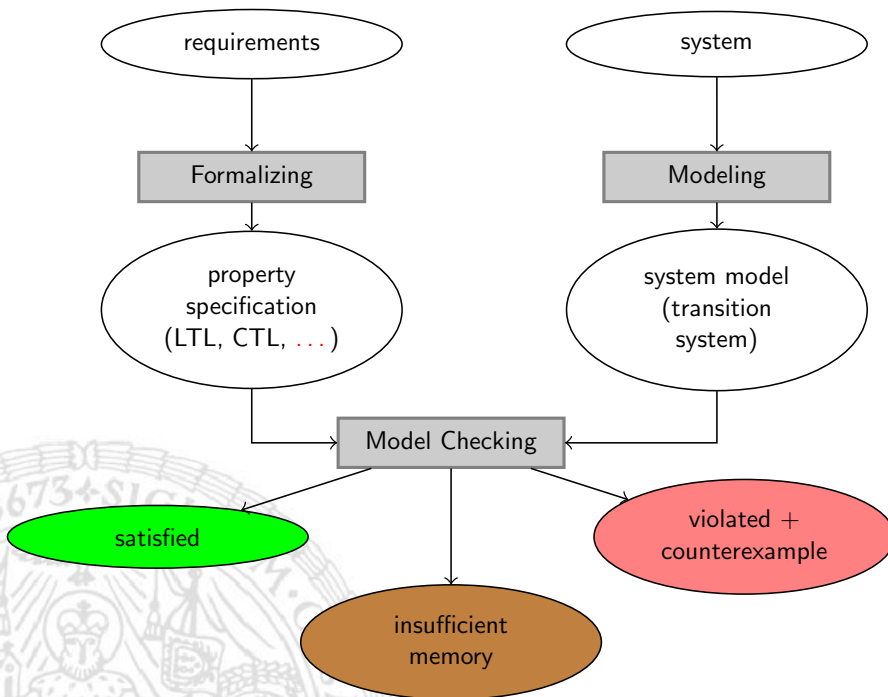 requirements
system
Formalizing
Modeling
property
specification
(LTL, CTL, ...)
system model
(transition
system)
Model Checking
satisfied
violated +
counterexample
insufficient
memory